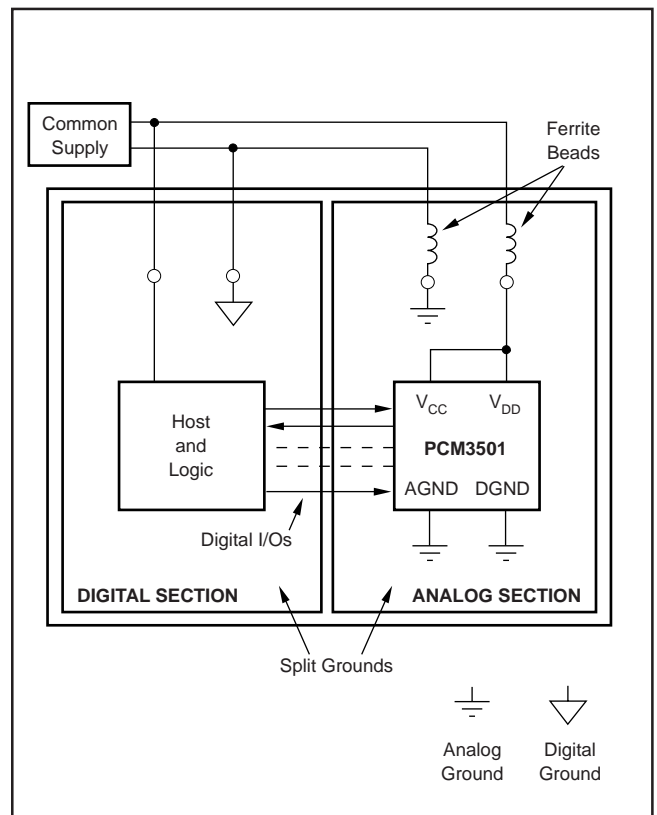 Common
Supply
Ferrite
Beads
Host
and
Logic
VCC VDD
PCM3501
AGND DGND
Digital I/Os
DIGITAL SECTION
ANALOG SECTION
Split Grounds
Analog
Ground
Digital
Ground